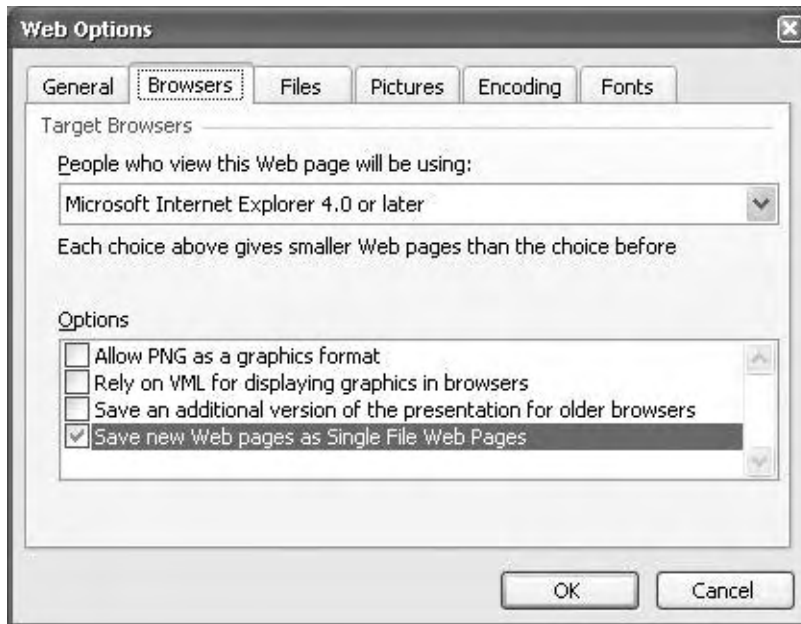 Web Options
General Browsers Files Pictures Encoding Fonts
Target Browsers
People who view this Web page will be using:
Microsoft Internet Explorer 4.0 or later
Each choice above gives smaller Web pages than the choice before
Options
Allow PNG as a graphics format
Rely on VML for displaying graphics in browsers
Save an additional version of the presentation for older browsers
Save new Web pages as Single File Web Pages
OK Cancel